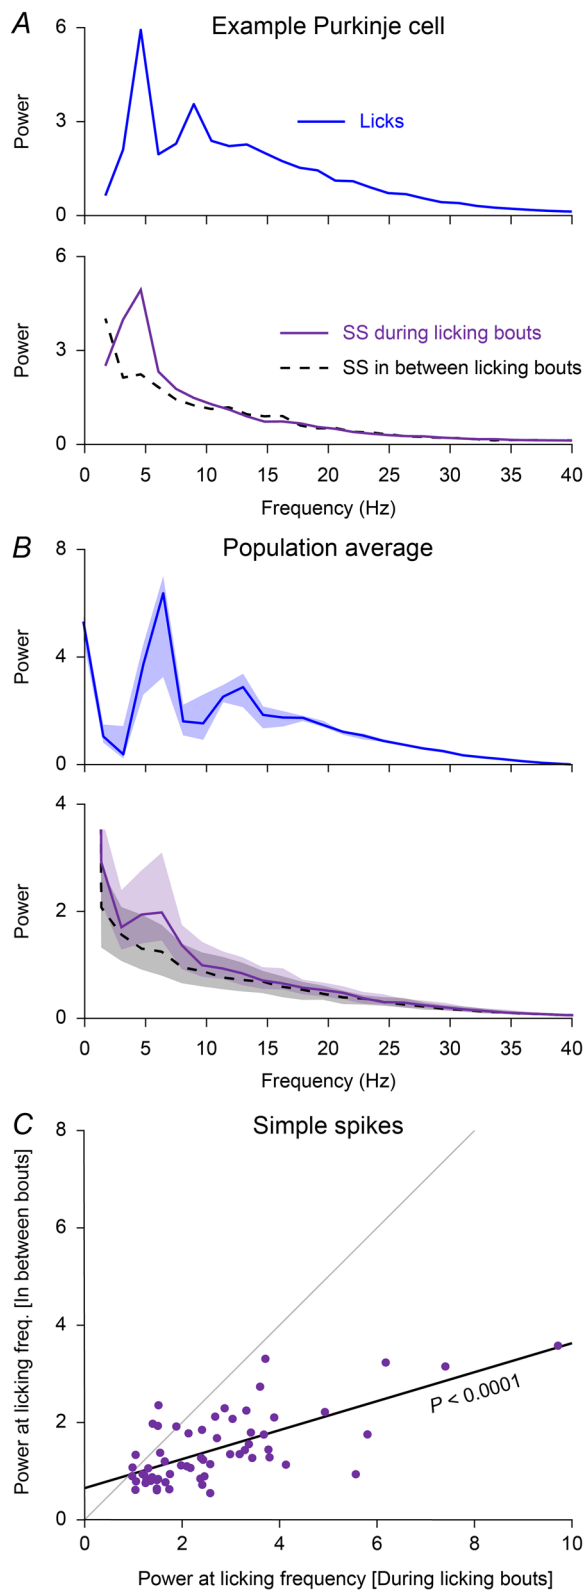 A Example Purkinje cell
6
Power
3
Licks
0
6
Power
3
SS during licking bouts
SS in between licking bouts
0
0 5 10 15 20 25 30 35 40
Frequency (Hz)
B Population average
8
Power
4
0
4
Power
2
0
0 5 10 15 20 25 30 35 40
Frequency (Hz)
C Simple spikes
8
Power at licking freq. [In between bouts]
6
4
2
P < 0.0001
0
0 2 4 6 8 10
Power at licking frequency [During licking bouts]